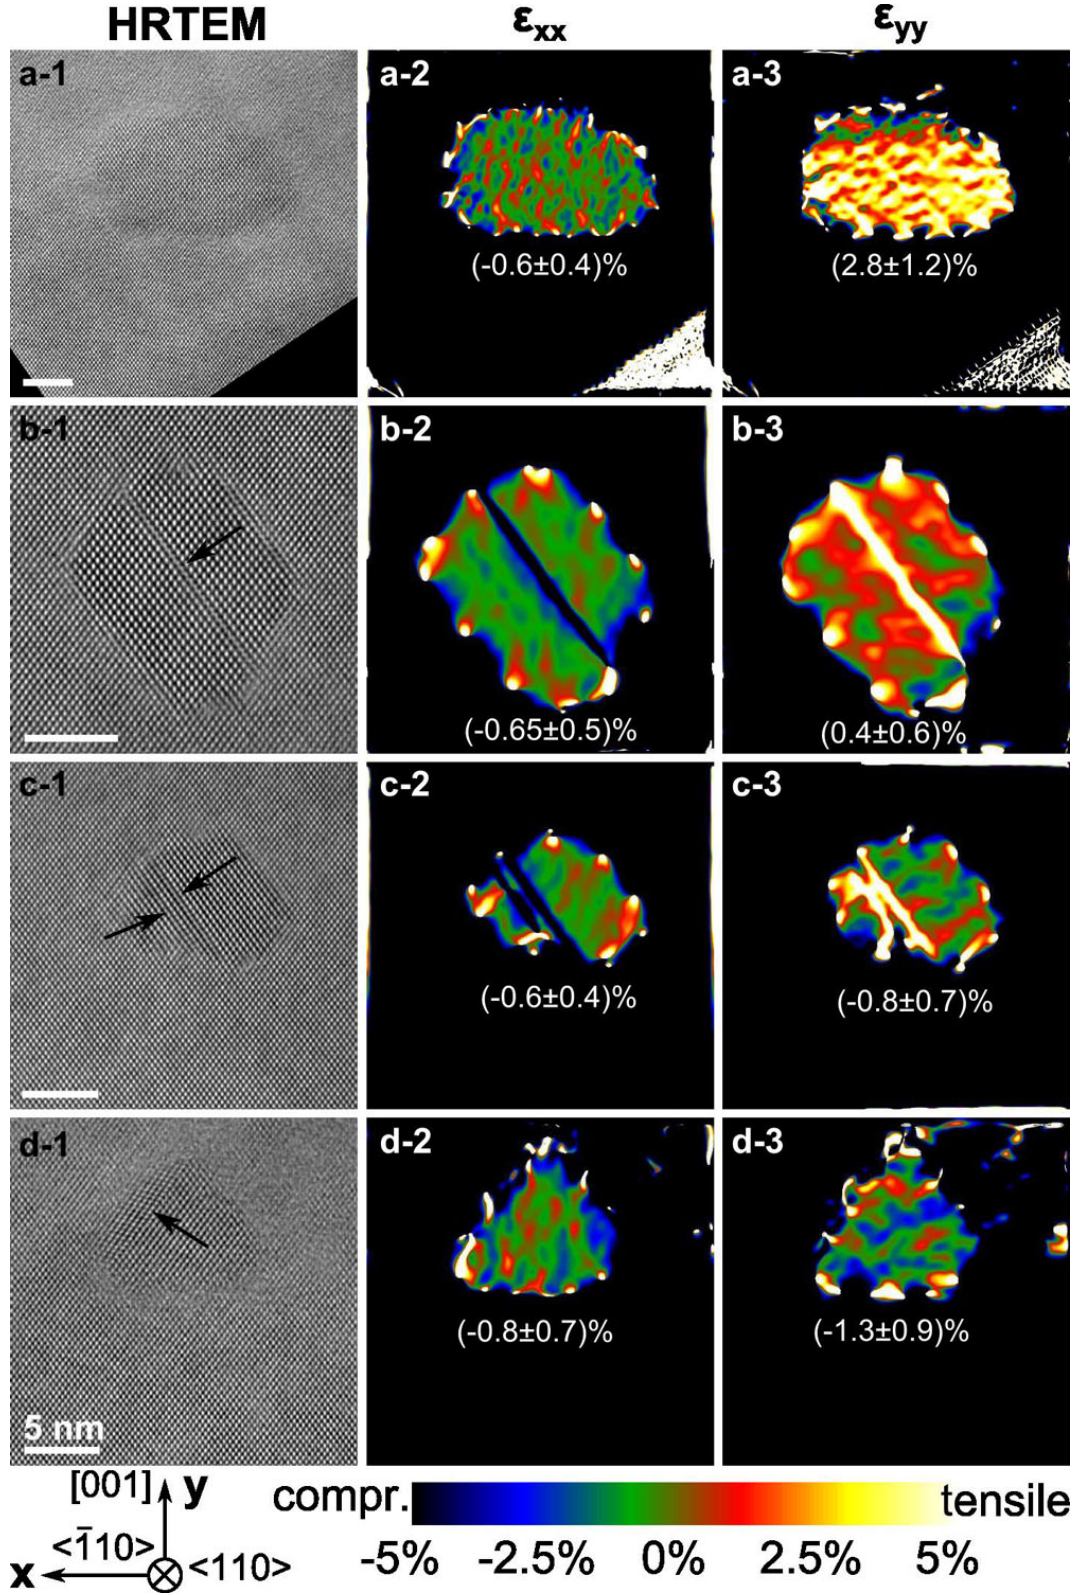 HRTEM εxx εyy
a-1 a-2 a-3
(-0.6±0.4)% (2.8±1.2)%
b-1 b-2 b-3
(-0.65±0.5)% (0.4±0.6)%
c-1 c-2 c-3
(-0.6±0.4)% (-0.8±0.7)%
d-1 d-2 d-3
(-0.8±0.7)% (-1.3±0.9)%
5 nm
[001] y compr. tensile
<1̄10> <110> -5% -2.5% 0% 2.5% 5%
x